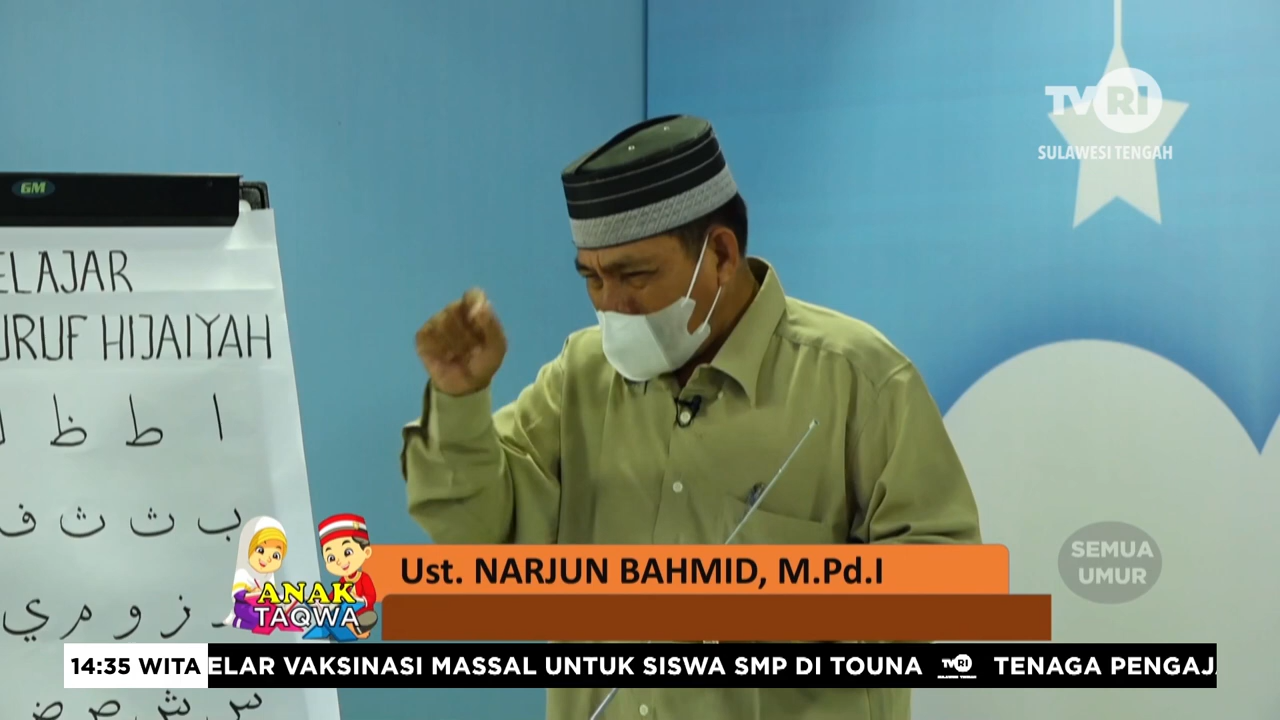 TVRI
SULAWESI TENGAH
GM
ELAJAR
URUF HIJAIYAH
ا ط ظ
ب ث ث ف
ز و م ي
س ش ص ض
SEMUA
UMUR
Ust. NARJUN BAHMID, M.Pd.I
ANAK
TAQWA
14:35 WITA ELAR VAKSINASI MASSAL UNTUK SISWA SMP DI TOUNA TVRI TENAGA PENGAJ